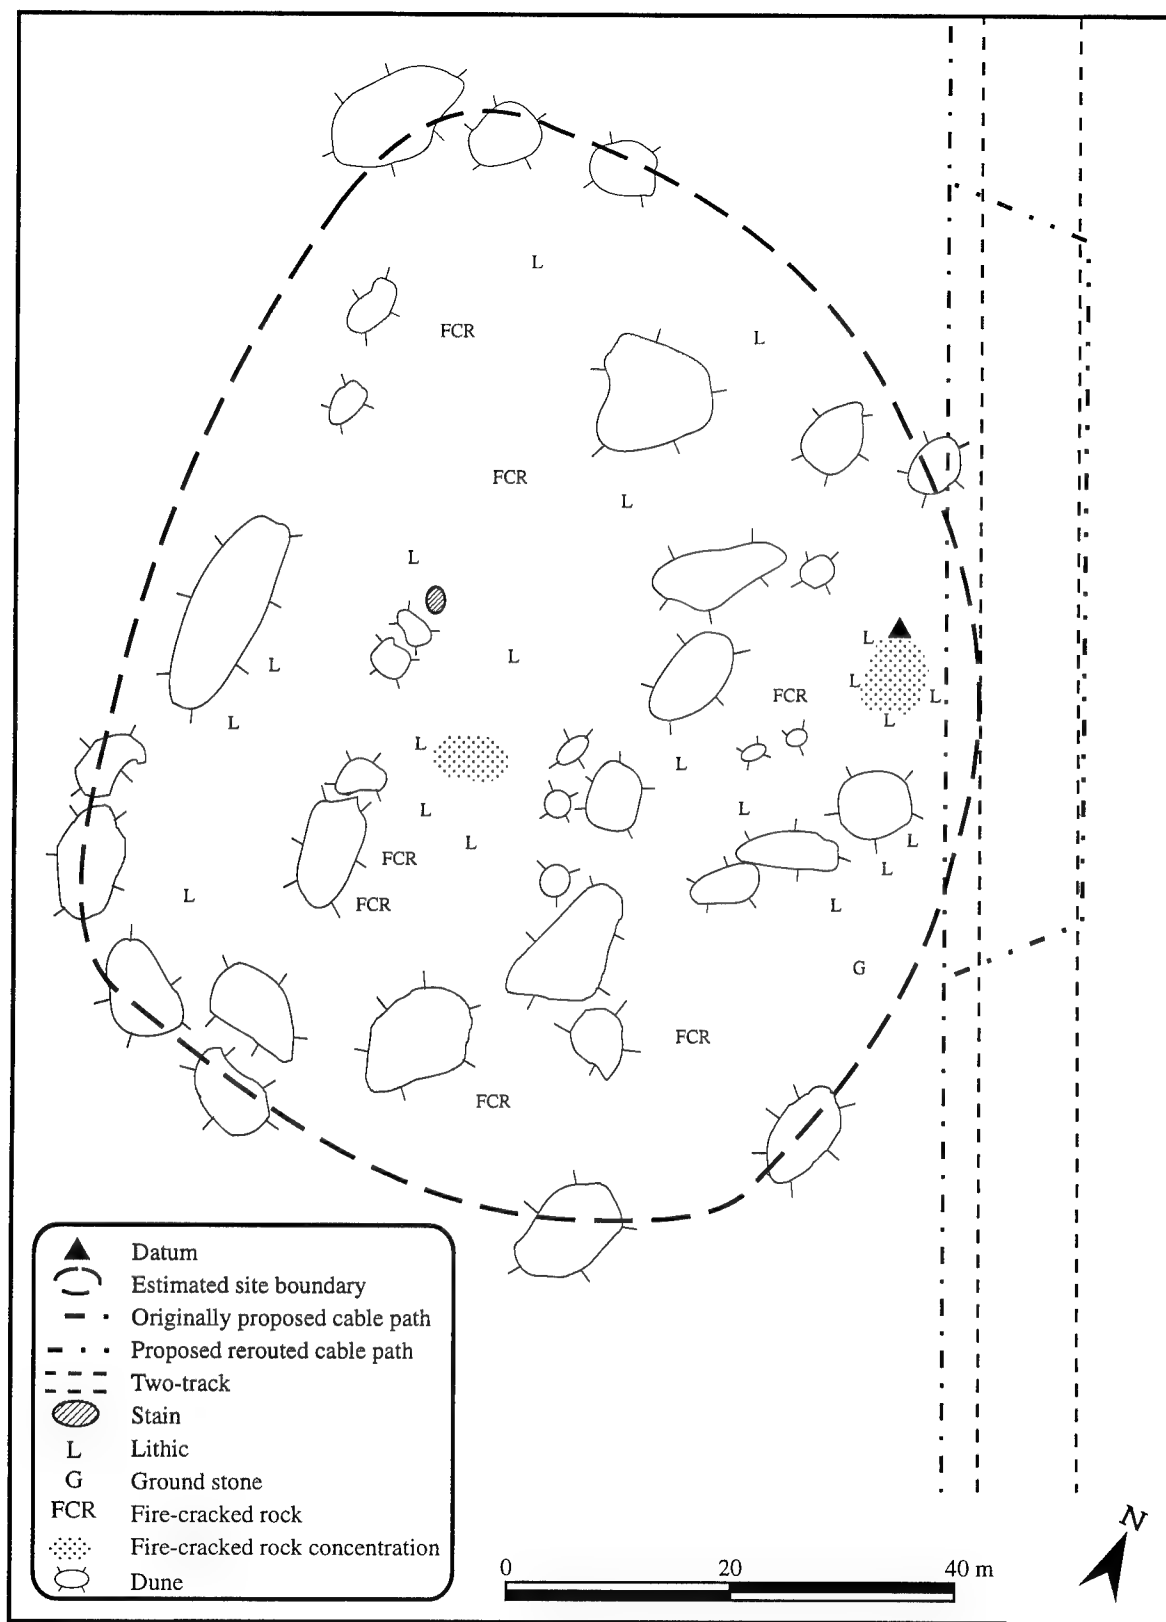 L
FCR
L
FCR
L
L
L
L
L
FCR
L
L
L
L
L
L
L
L
L
L
L
FCR
L
L
L
FCR
L
G
FCR
FCR
Datum
Estimated site boundary
Originally proposed cable path
Proposed rerouted cable path
Two-track
Stain
L Lithic
G Ground stone
FCR Fire-cracked rock
Fire-cracked rock concentration
Dune
0 20 40 m
N